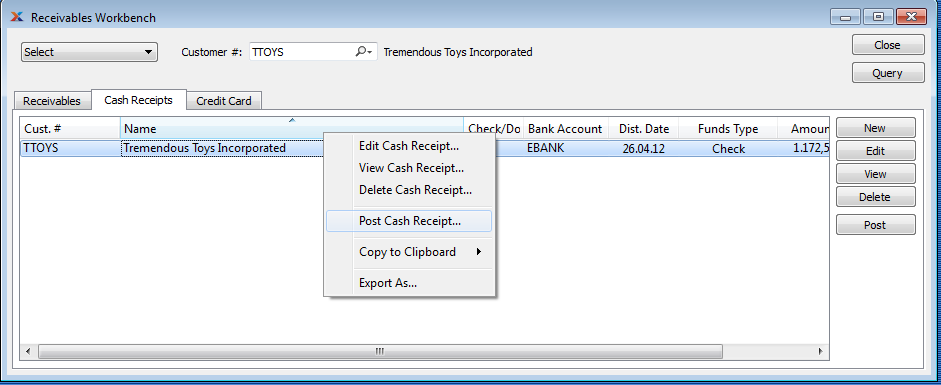 Receivables Workbench
Select
Customer #:
TTOYS
Tremendous Toys Incorporated
Close
Query
Receivables
Cash Receipts
Credit Card
Cust. # Name Check/Do Bank Account Dist. Date Funds Type Amoun
TTOYS Tremendous Toys Incorporated EBANK 26.04.12 Check 1.172,5
Edit Cash Receipt...
View Cash Receipt...
Delete Cash Receipt...
Post Cash Receipt...
Copy to Clipboard
Export As...
New
Edit
View
Delete
Post